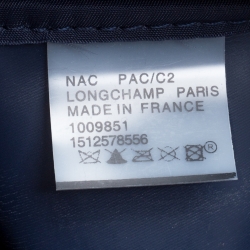 NAC PAC/C2
LONGCHAMP PARIS
MADE IN FRANCE
1009851
1512578556